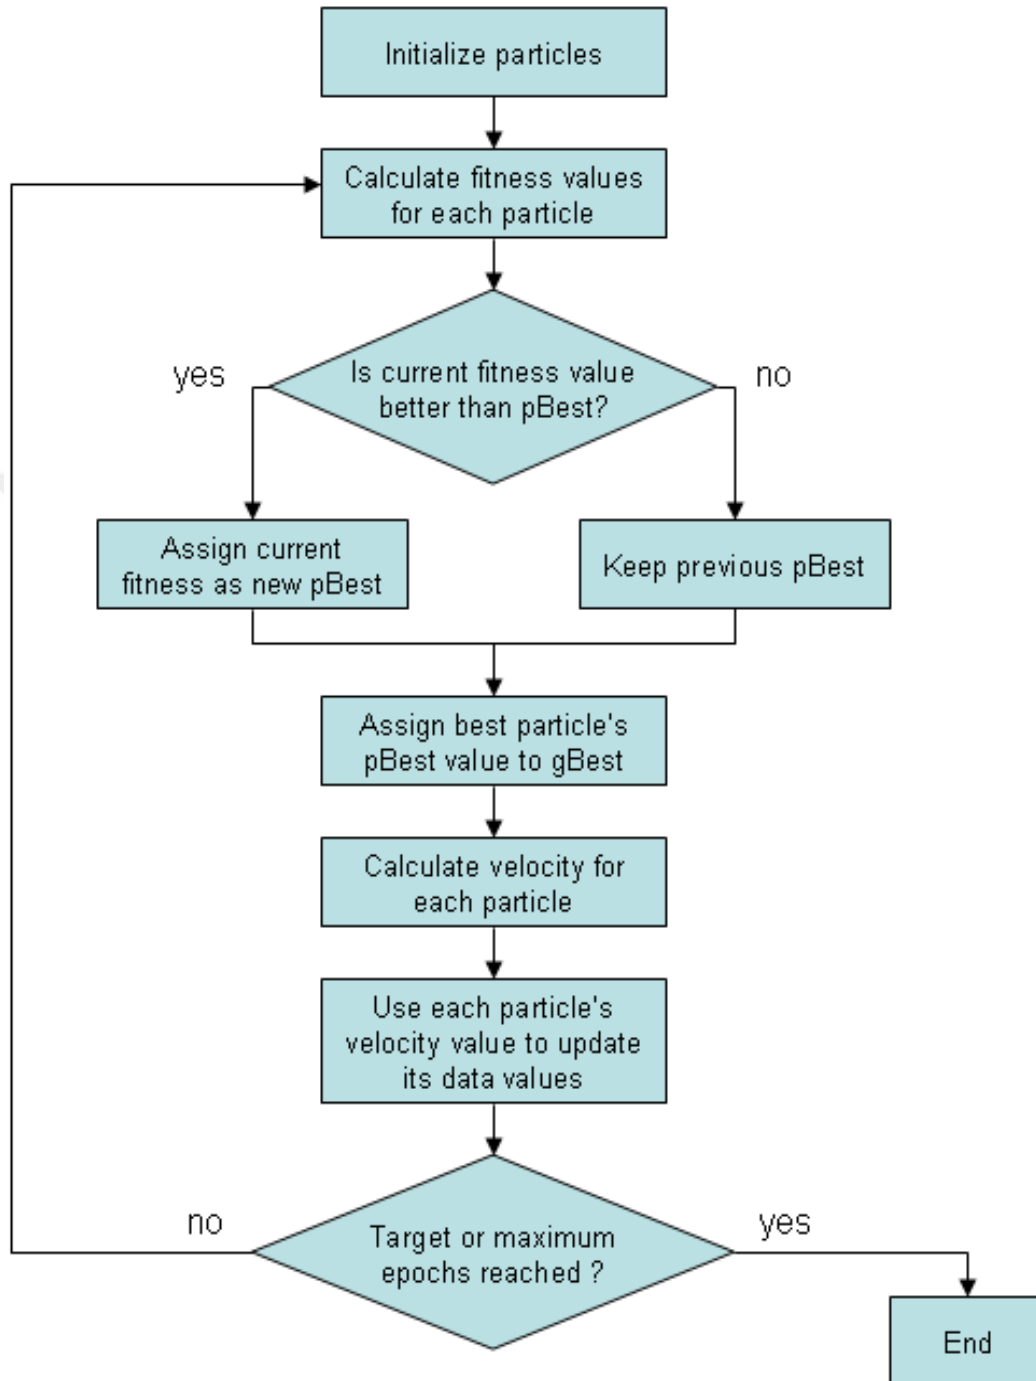 Initialize particles
Calculate fitness values
for each particle
Is current fitness value
better than pBest?
yes
no
Assign current
fitness as new pBest
Keep previous pBest
Assign best particle's
pBest value to gBest
Calculate velocity for
each particle
Use each particle's
velocity value to update
its data values
Target or maximum
epochs reached ?
no
yes
End